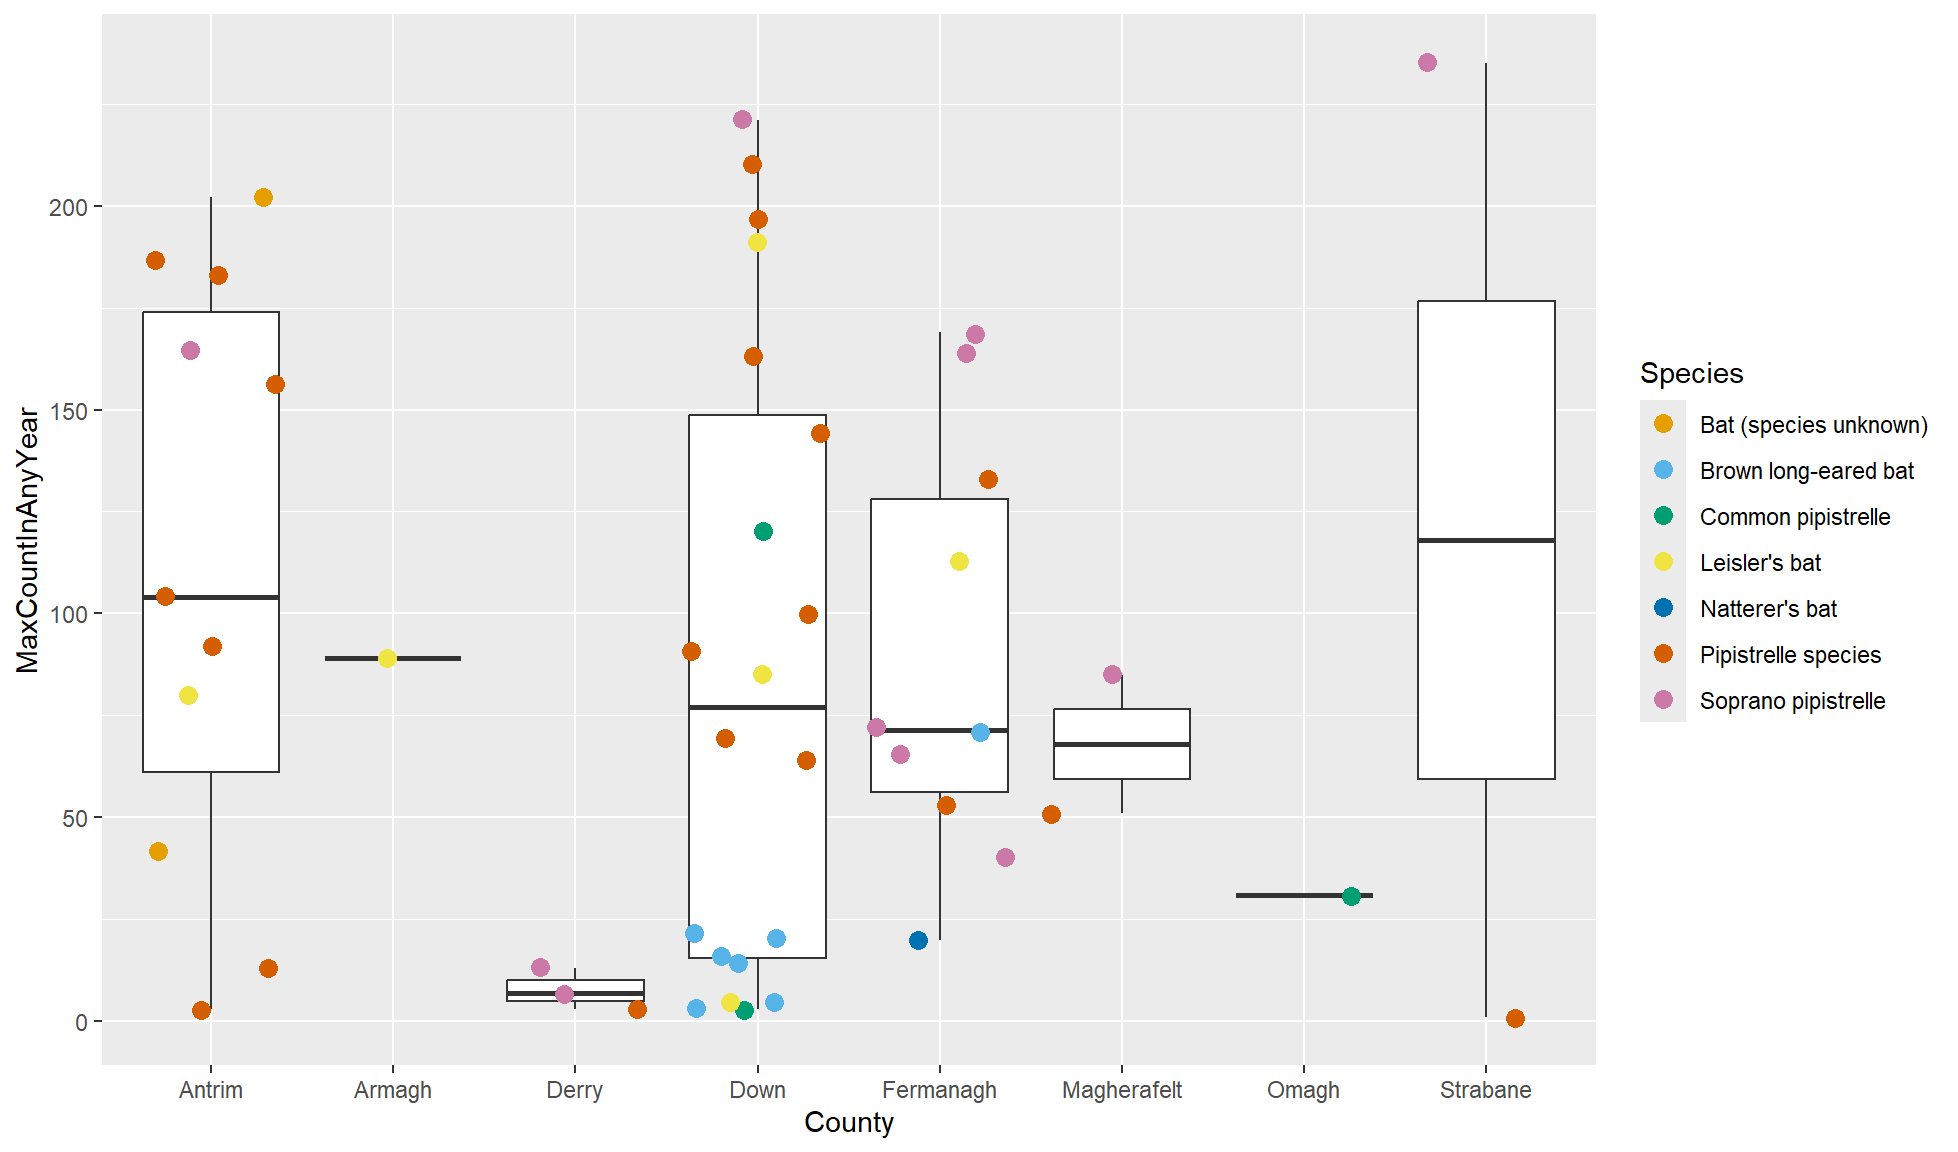 MaxCountInAnyYear
200
150
100
50
0
Antrim Armagh Derry Down Fermanagh Magherafelt Omagh Strabane
County
Species
Bat (species unknown)
Brown long-eared bat
Common pipistrelle
Leisler's bat
Natterer's bat
Pipistrelle species
Soprano pipistrelle